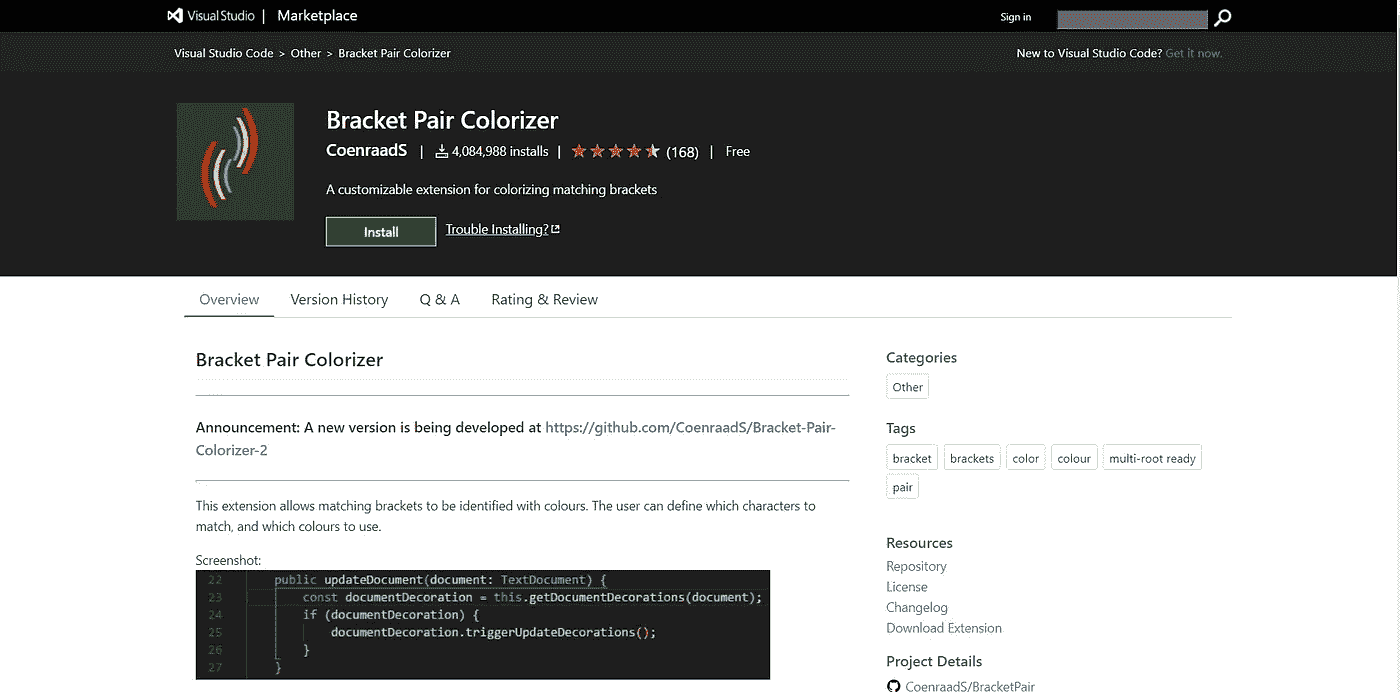 Visual Studio | Marketplace
Sign in
Visual Studio Code > Other > Bracket Pair Colorizer
New to Visual Studio Code? Get it now.
Bracket Pair Colorizer
CoenraadS | 4,084,988 installs | (168) | Free
A customizable extension for colorizing matching brackets
Install Trouble Installing?
Overview Version History Q & A Rating & Review
Bracket Pair Colorizer
Announcement: A new version is being developed at https://github.com/CoenraadS/Bracket-Pair-
Colorizer-2
This extension allows matching brackets to be identified with colours. The user can define which characters to
match, and which colours to use.
Screenshot:
22 public updateDocument(document: TextDocument) {
23 const documentDecoration = this.getDocumentDecorations(document);
24 if (documentDecoration) {
25 documentDecoration.triggerUpdateDecorations();
26 }
27 }
Categories
Other
Tags
bracket brackets color colour multi-root ready
pair
Resources
Repository
License
Changelog
Download Extension
Project Details
CoenraadS/BracketPair